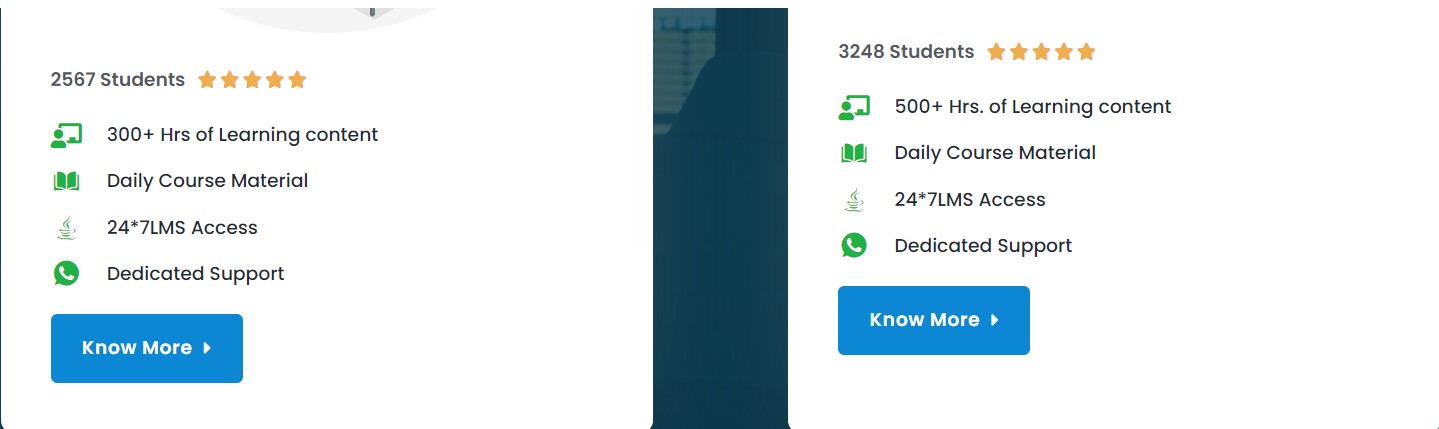 2567 Students
300+ Hrs of Learning content
Daily Course Material
24*7LMS Access
Dedicated Support
Know More
3248 Students
500+ Hrs. of Learning content
Daily Course Material
24*7LMS Access
Dedicated Support
Know More